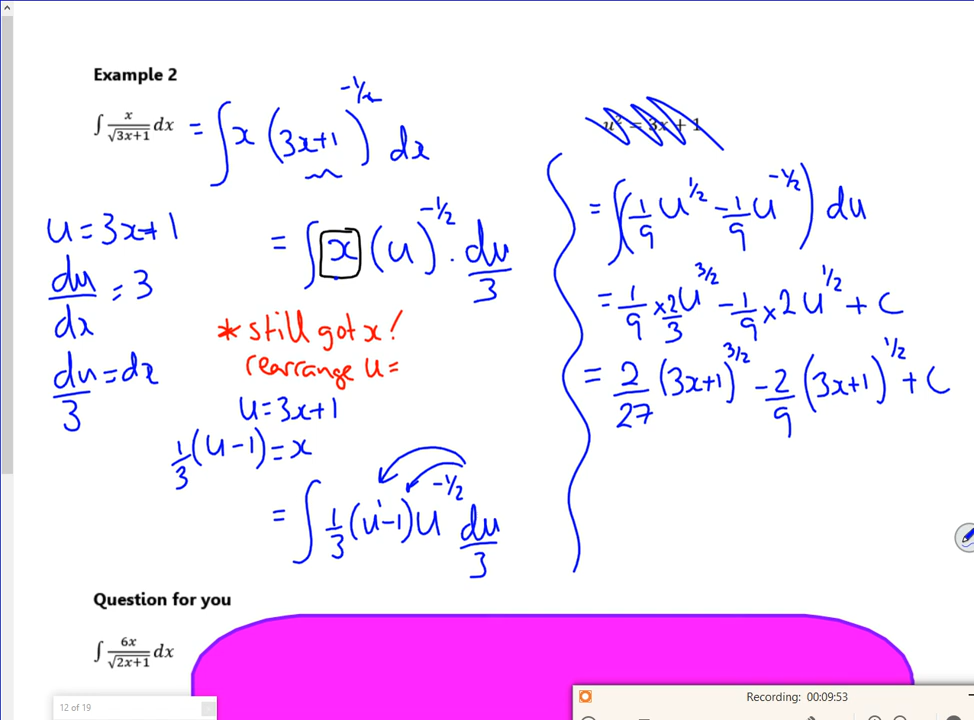 Example 2
∫ x/√3x+1 dx = ∫ x (3x+1)^-1/2 dx
u = 3x+1
du/dx = 3
du/3 = dx
= ∫ x (u)^-1/2 . du/3
* still got x!
rearrange u=
u = 3x+1
1/3 (u-1) = x
= ∫ 1/3 (u-1) u^-1/2 du/3
u² = 3x + 1
= ∫ (1/9 u^1/2 - 1/9 u^-1/2) du
= 1/9 × 2/3 u^3/2 - 1/9 × 2u^1/2 + C
= 2/27 (3x+1)^3/2 - 2/9 (3x+1)^1/2 + C
Question for you
∫ 6x/√2x+1 dx
12 of 19
Recording: 00:09:53